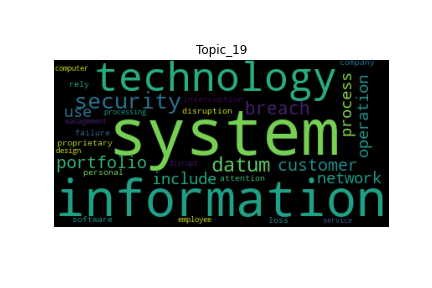 Topic_19
computer
company
rely
technology
process
operation
security
interruption
use
processing
disruption
breach
management
system
failure
proprietary
design
portfolio
disrupt
datum
customer
personal
include
attention
network
information
software
employee
loss
service